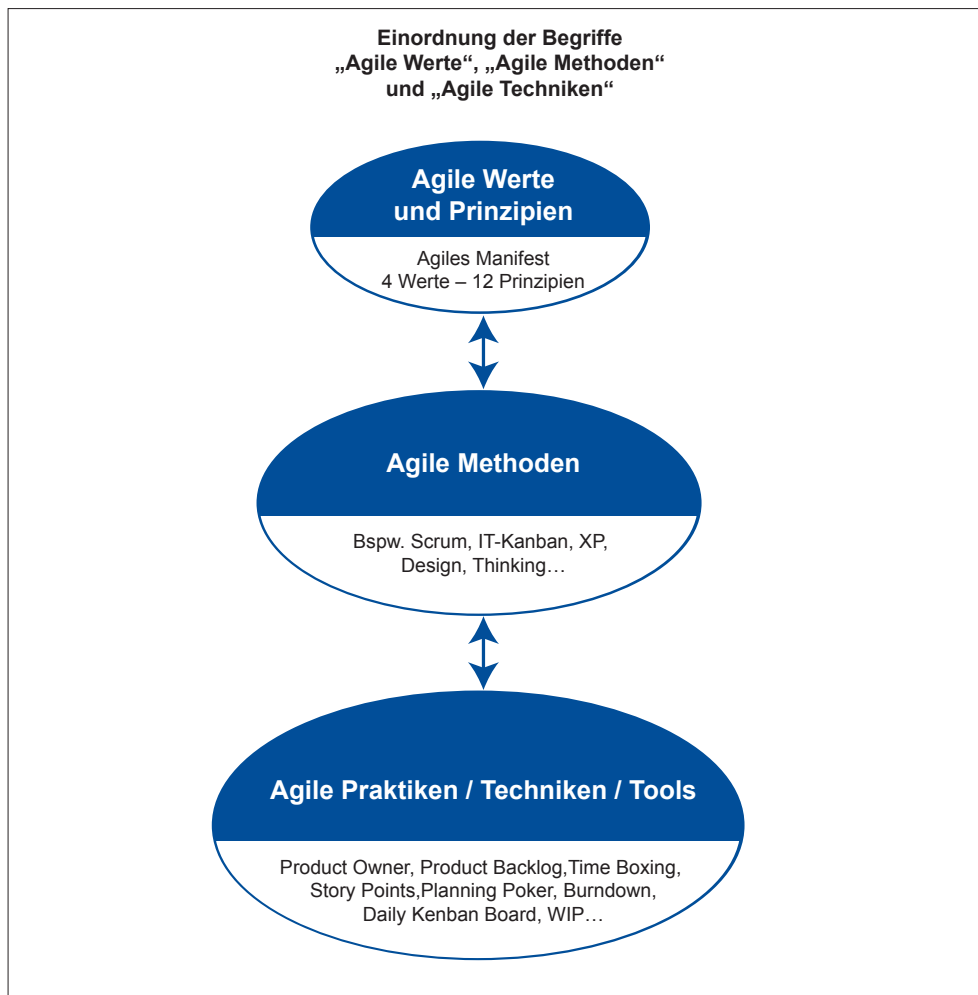 Einordnung der Begriffe
„Agile Werte“, „Agile Methoden“
und „Agile Techniken“
Agile Werte
und Prinzipien
Agiles Manifest
4 Werte – 12 Prinzipien
Agile Methoden
Bspw. Scrum, IT-Kanban, XP,
Design, Thinking…
Agile Praktiken / Techniken / Tools
Product Owner, Product Backlog,Time Boxing,
Story Points,Planning Poker, Burndown,
Daily Kenban Board, WIP…